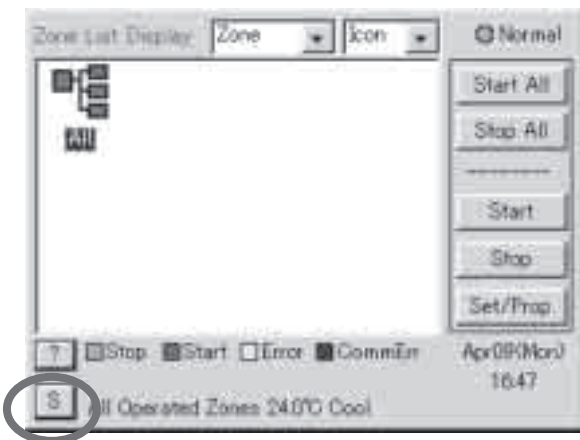 Zone List Display Zone Icon Normal
All
Start All
Stop All
Start
Stop
Set/Prop.
? Stop Start Error CommErr
Apr09(Mon)
16:47
S All Operated Zones 24.0℃ Cool